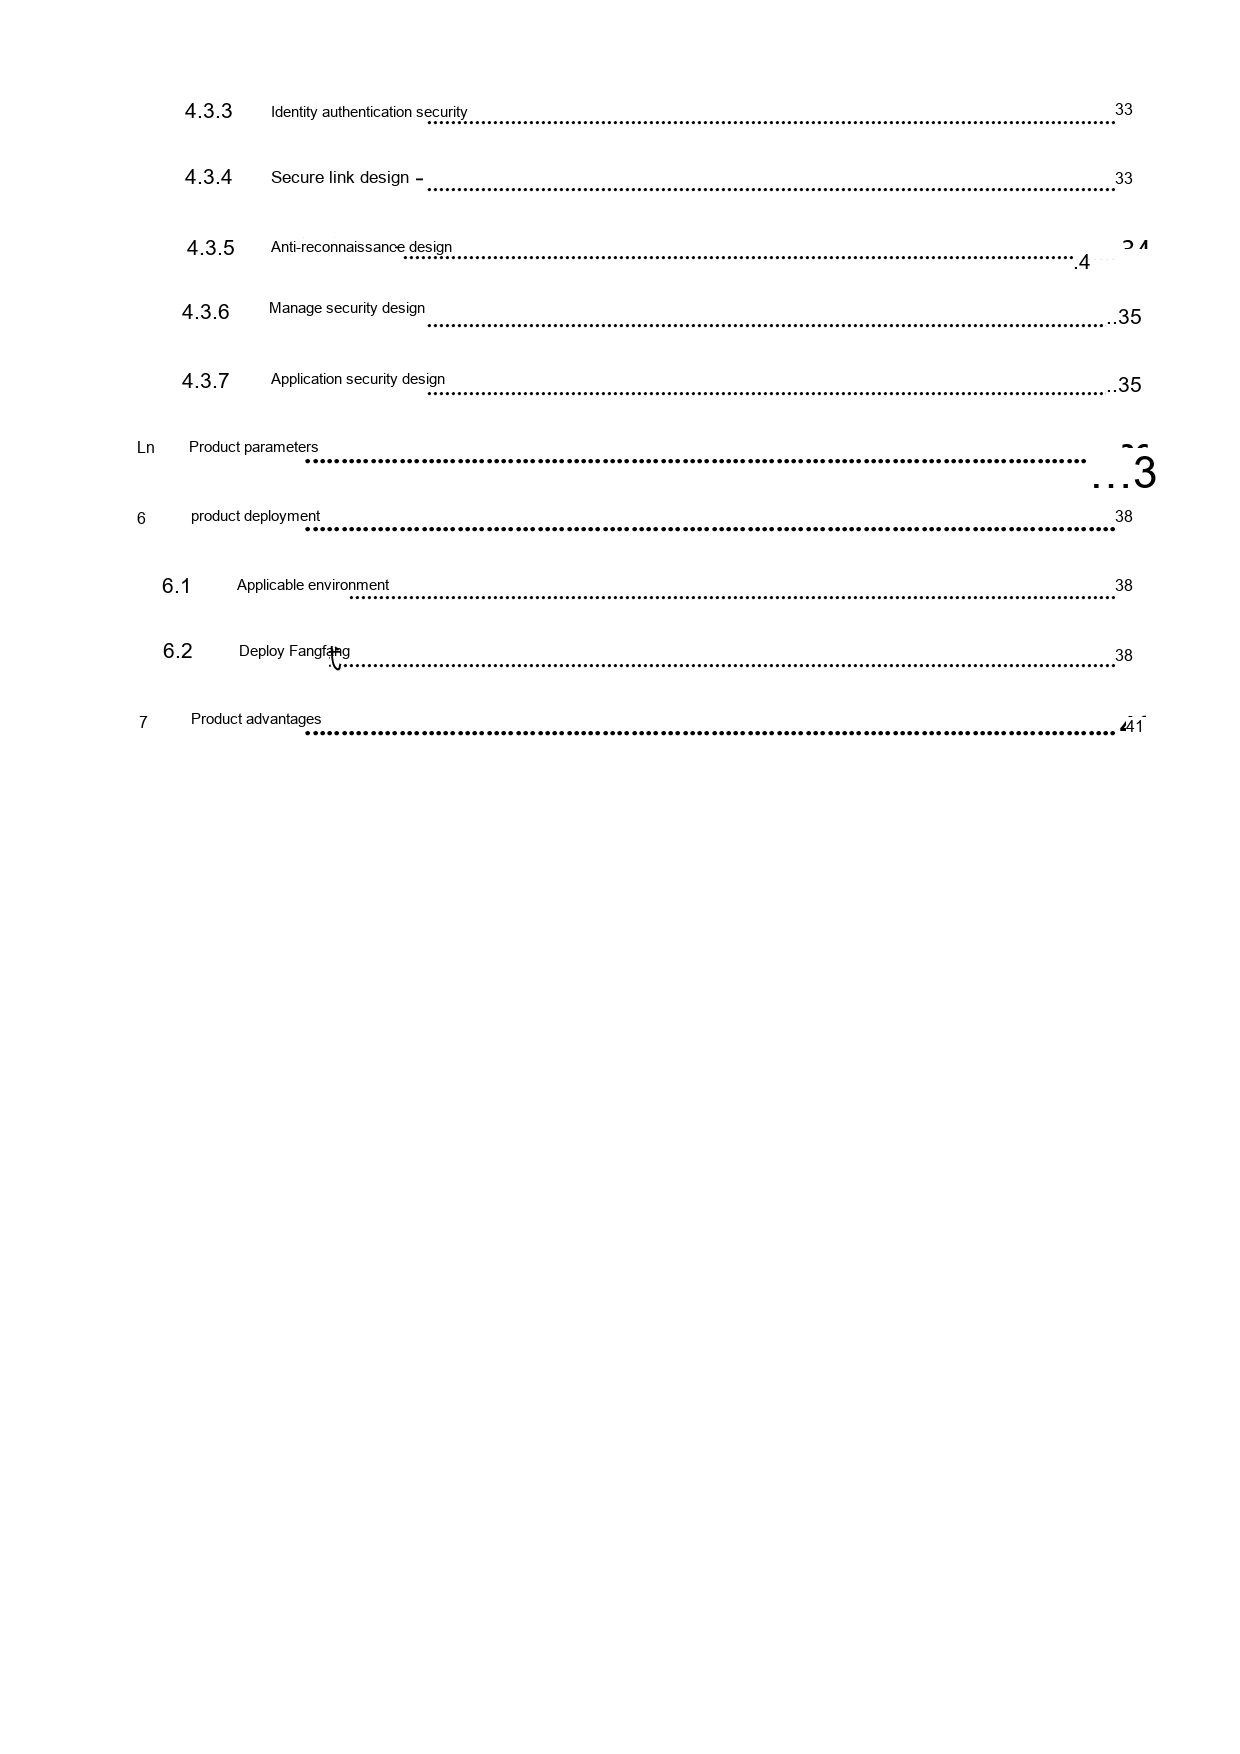 4.3.3 Identity authentication security 33
4.3.4 Secure link design - 33
4.3.5 Anti-reconnaissance design .4
4.3.6 Manage security design ..35
4.3.7 Application security design ..35
Ln Product parameters ...3
6 product deployment 38
6.1 Applicable environment 38
6.2 Deploy Fangfang 38
7 Product advantages 41